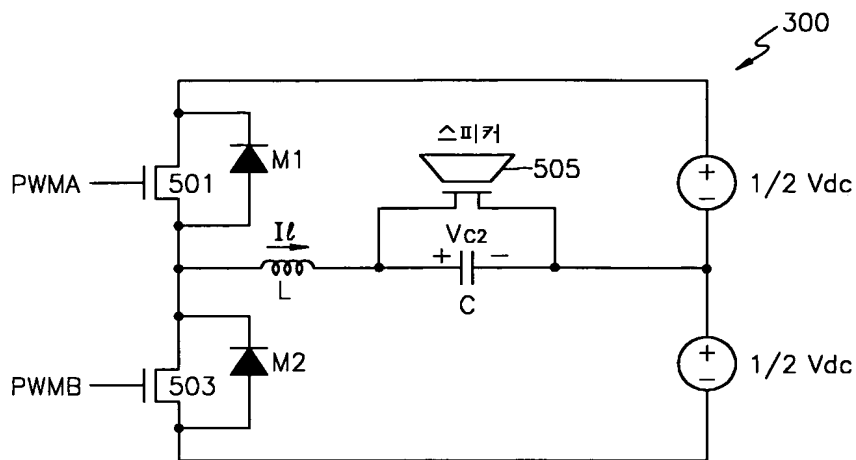 300
스피커
505
PWMA
501
M1
1/2 Vdc
Iℓ
VC2
+ -
L
C
+
-
PWMB
503
M2
+
-
1/2 Vdc